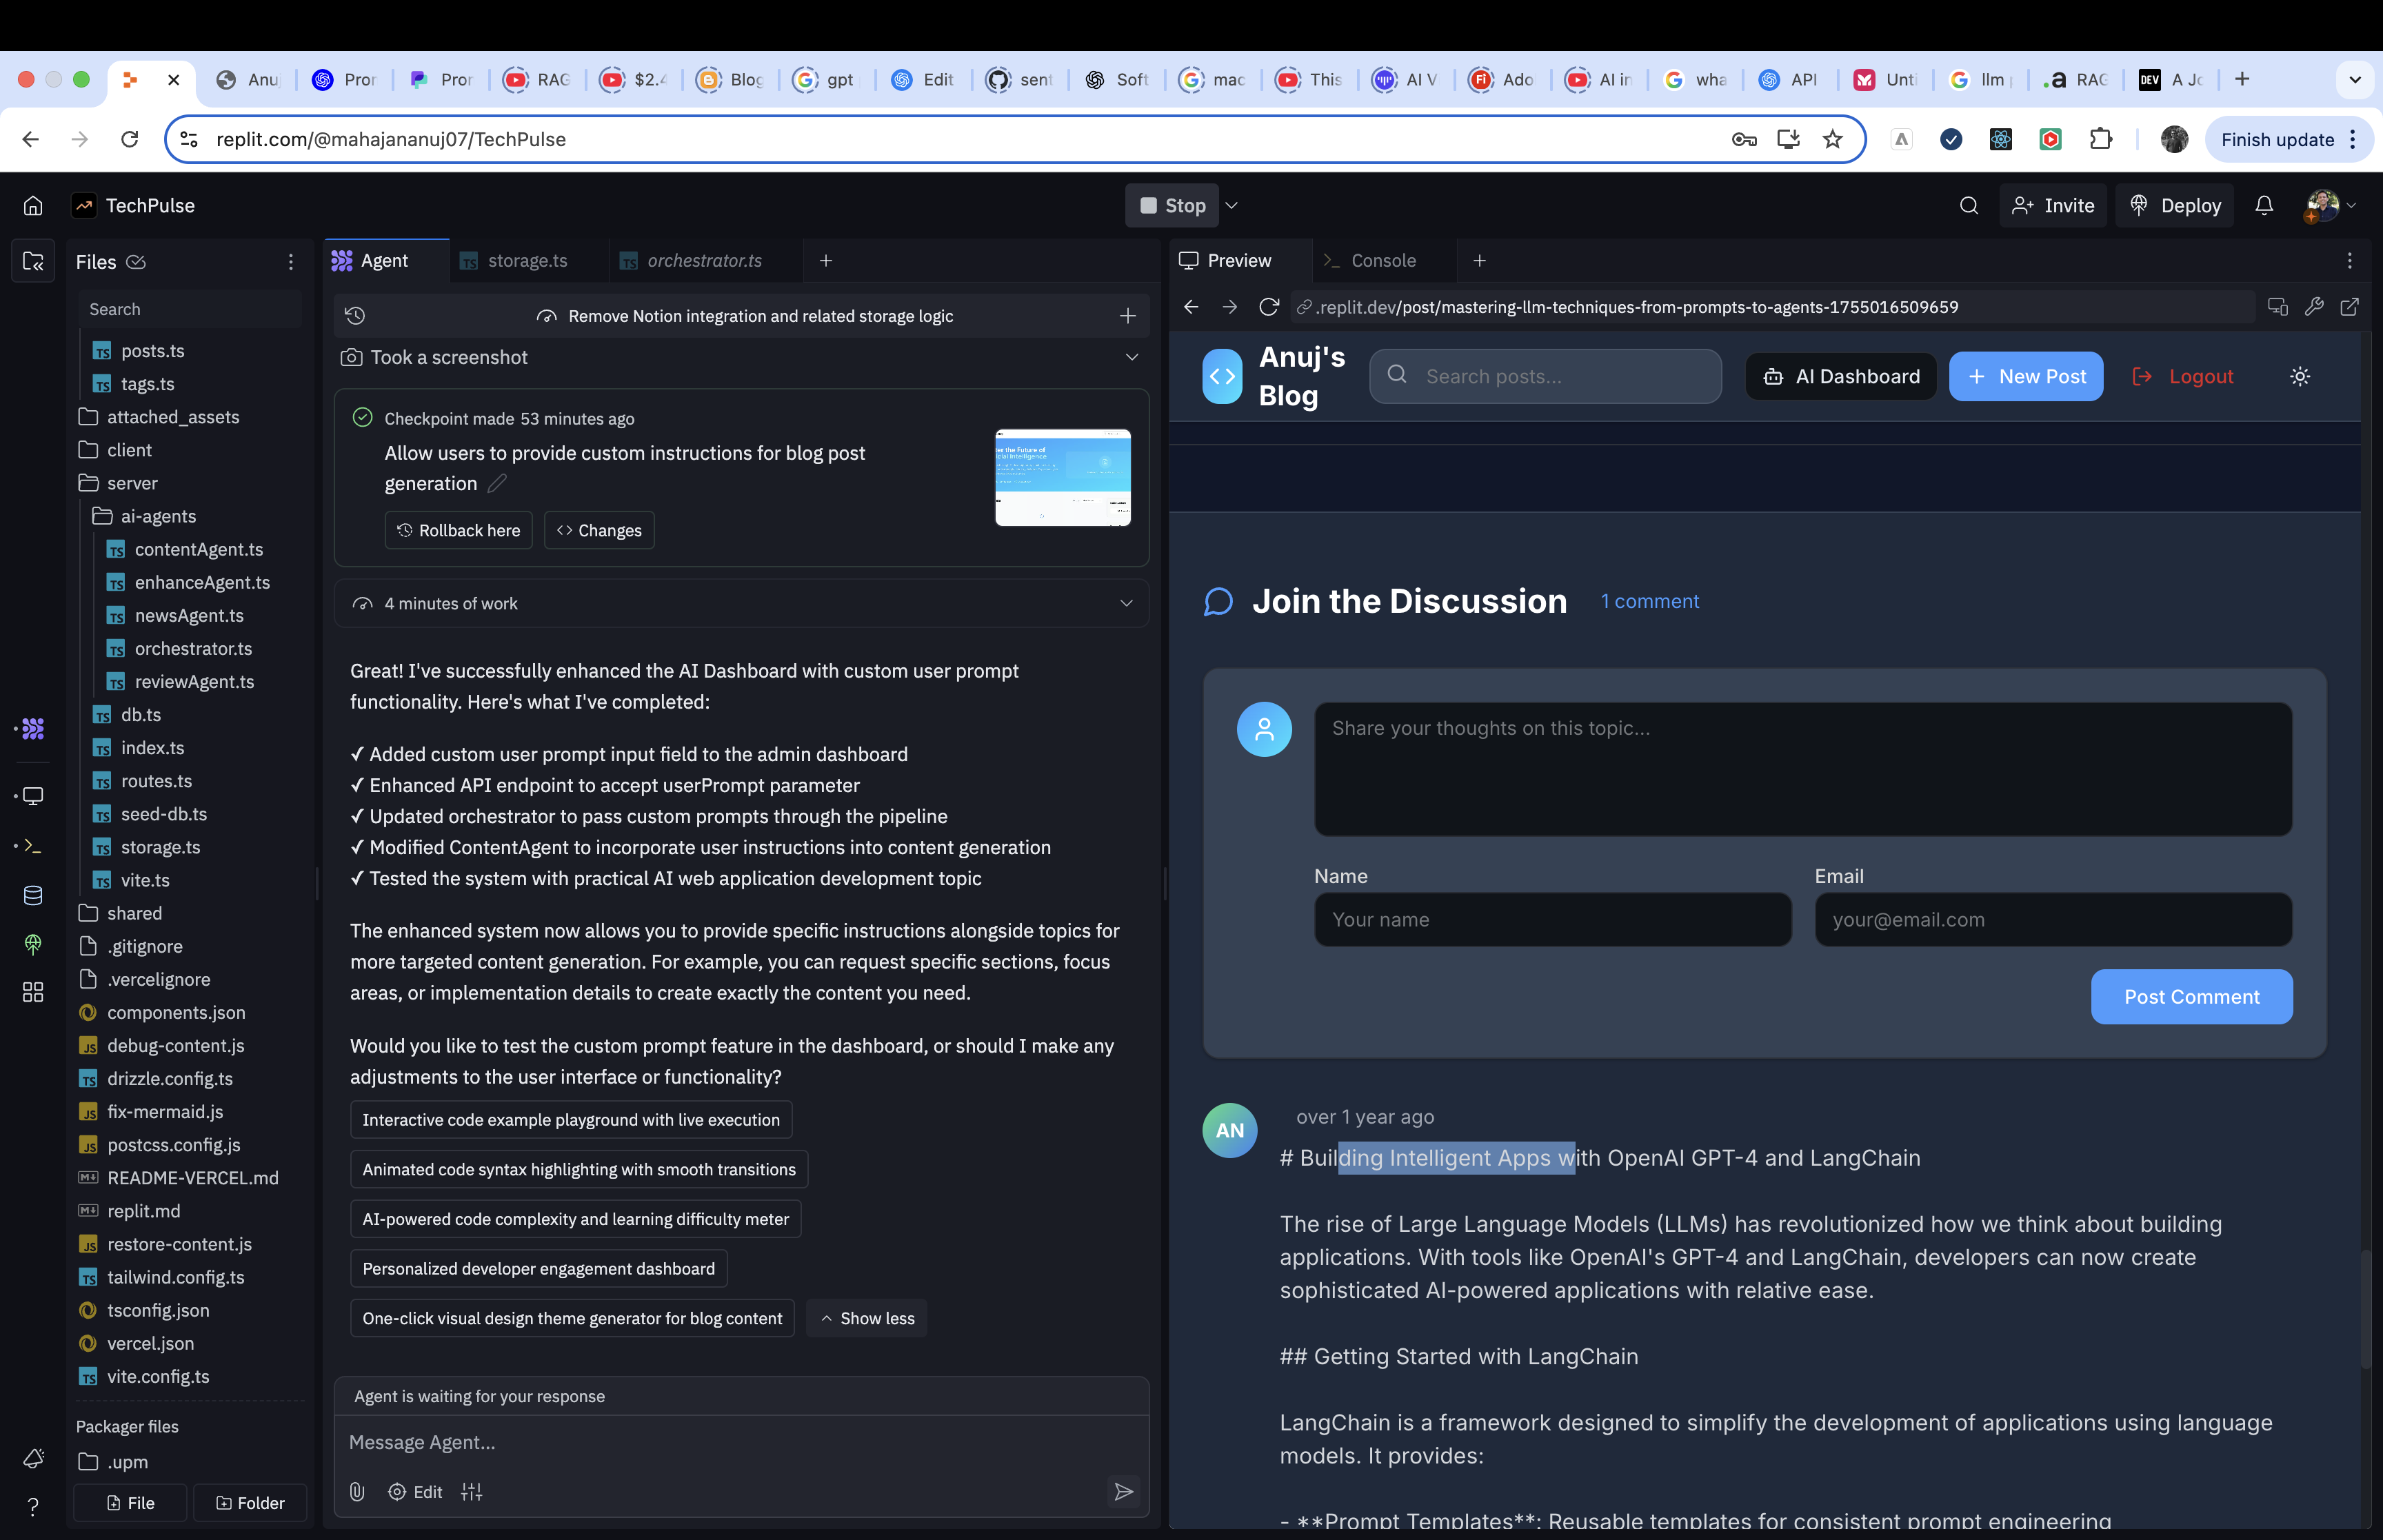 Anu
Pror
Pror
RAG
$2.4
Blog
gpt
Edit
sent
Soft
mac
This
AI V
Ado
AI in
wha
API
Unti
llm
RAG
A Jo
replit.com/@mahajananuj07/TechPulse
Finish update
TechPulse
Stop
Invite
Deploy
Files
Search
posts.ts
tags.ts
attached_assets
client
server
ai-agents
contentAgent.ts
enhanceAgent.ts
newsAgent.ts
orchestrator.ts
reviewAgent.ts
db.ts
index.ts
routes.ts
seed-db.ts
storage.ts
vite.ts
shared
.gitignore
.vercelignore
components.json
debug-content.js
drizzle.config.ts
fix-mermaid.js
postcss.config.js
README-VERCEL.md
replit.md
restore-content.js
tailwind.config.ts
tsconfig.json
vercel.json
vite.config.ts
Packager files
.upm
File
Folder
Agent
storage.ts
orchestrator.ts
Remove Notion integration and related storage logic
Took a screenshot
Checkpoint made 53 minutes ago
Allow users to provide custom instructions for blog post
generation
Rollback here
Changes
4 minutes of work
Great! I've successfully enhanced the AI Dashboard with custom user prompt
functionality. Here's what I've completed:
✓ Added custom user prompt input field to the admin dashboard
✓ Enhanced API endpoint to accept userPrompt parameter
✓ Updated orchestrator to pass custom prompts through the pipeline
✓ Modified ContentAgent to incorporate user instructions into content generation
✓ Tested the system with practical AI web application development topic
The enhanced system now allows you to provide specific instructions alongside topics for
more targeted content generation. For example, you can request specific sections, focus
areas, or implementation details to create exactly the content you need.
Would you like to test the custom prompt feature in the dashboard, or should I make any
adjustments to the user interface or functionality?
Interactive code example playground with live execution
Animated code syntax highlighting with smooth transitions
AI-powered code complexity and learning difficulty meter
Personalized developer engagement dashboard
One-click visual design theme generator for blog content
Show less
Agent is waiting for your response
Message Agent...
Edit
Preview
Console
.replit.dev/post/mastering-llm-techniques-from-prompts-to-agents-1755016509659
Anuj's
Blog
Search posts...
AI Dashboard
New Post
Logout
Join the Discussion
1 comment
Share your thoughts on this topic...
Name
Email
Your name
your@email.com
Post Comment
AN
over 1 year ago
# Building Intelligent Apps with OpenAI GPT-4 and LangChain
The rise of Large Language Models (LLMs) has revolutionized how we think about building
applications. With tools like OpenAI's GPT-4 and LangChain, developers can now create
sophisticated AI-powered applications with relative ease.
## Getting Started with LangChain
LangChain is a framework designed to simplify the development of applications using language
models. It provides:
- **Prompt Templates**: Reusable templates for consistent prompt engineering